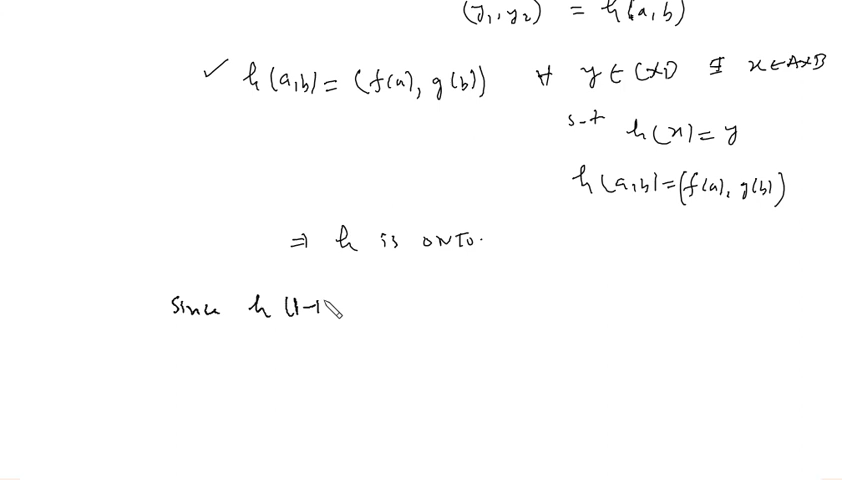 (y₁, y₂) = h(a, b)
✓ h(a,b) = (f(a), g(b)) ∀ y ∈ C×D ∃ x ∈ A×B
s-t h(x) = y
h(a,b) = (f(a), g(b))
⇒ h is onTo.
Since h (1-1